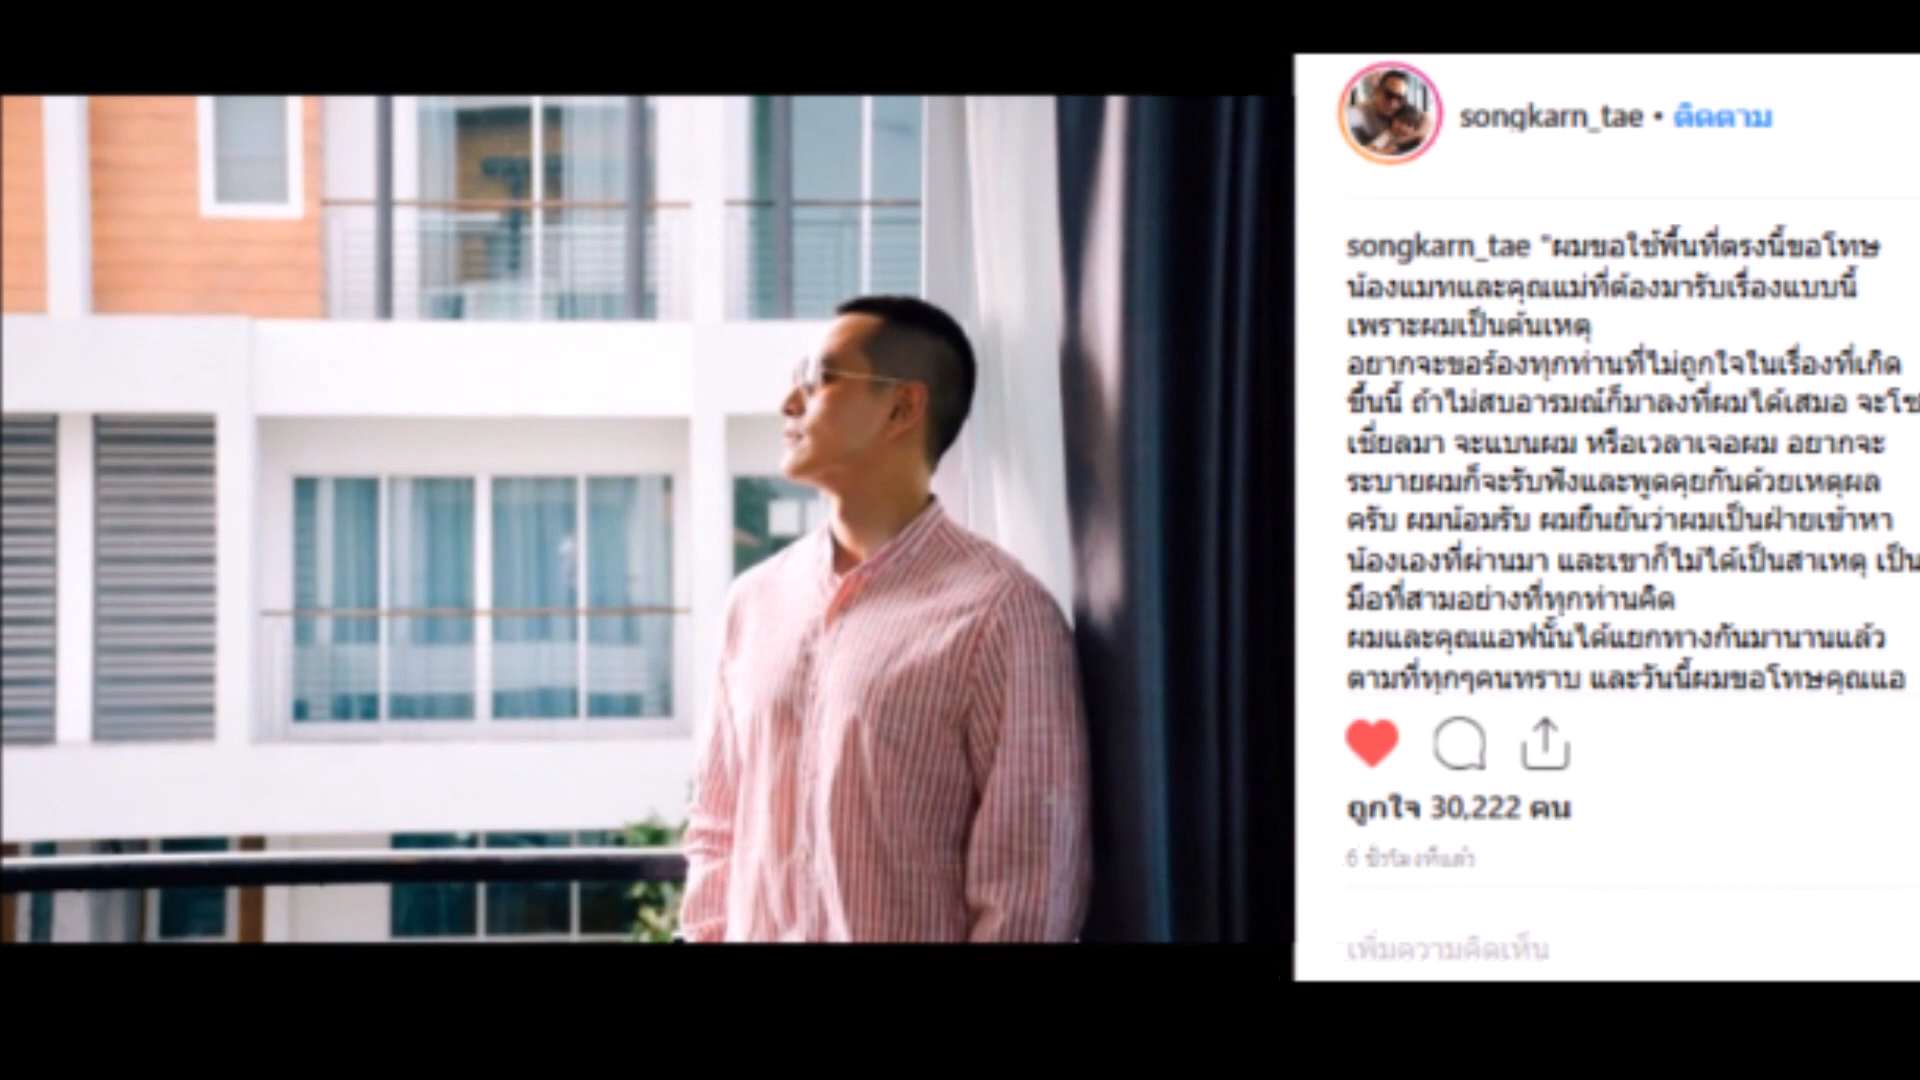 songkarn_tae • ติดตาม
songkarn_tae "ผมขอใช้พื้นที่ตรงนี้ขอโทษ
น้องแมทและคุณแม่ที่ต้องมารับเรื่องแบบนี้
เพราะผมเป็นต้นเหตุ
อยากจะขอร้องทุกท่านที่ไม่ถูกใจในเรื่องที่เกิด
ขึ้นนี้ ถ้าไม่สบอารมณ์ก็มาลงที่ผมได้เสมอ จะโซ
เชี่ยลมา จะแบนผม หรือเวลาเจอผม อยากจะ
ระบายผมก็จะรับฟังและพูดคุยกันด้วยเหตุผล
ครับ ผมน้อมรับ ผมยืนยันว่าผมเป็นฝ่ายเข้าหา
น้องเองที่ผ่านมา และเขาก็ไม่ได้เป็นสาเหตุ เป็น
มือที่สามอย่างที่ทุกท่านคิด
ผมและคุณแอฟนั้นได้แยกทางกันมานานแล้ว
ตามที่ทุกๆคนทราบ และวันนี้ผมขอโทษคุณแอ
ถูกใจ 30,222 คน
6 ชั่วโมงที่แล้ว
เพิ่มความคิดเห็น